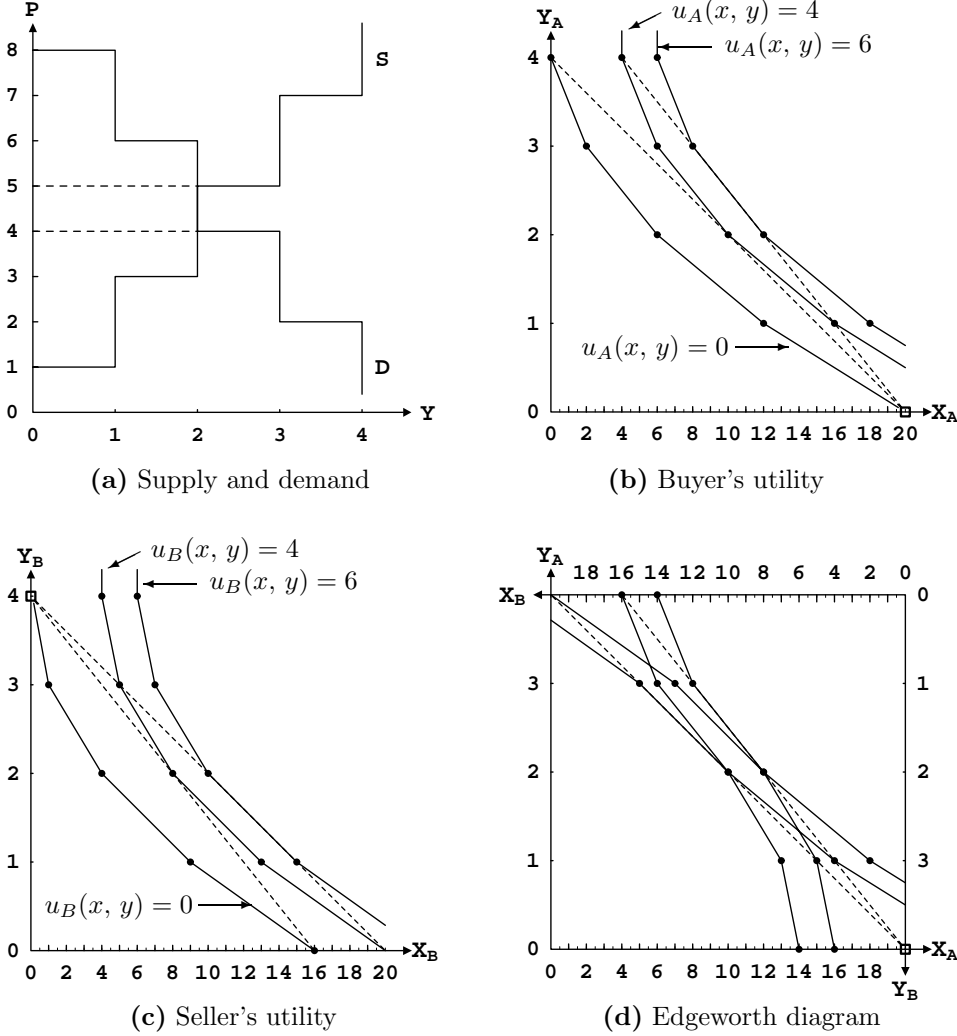 P
8
7
6
5
4
3
2
1
0
S
D
Y
0 1 2 3 4
(a) Supply and demand
Y_A
4
3
2
1
0
u_A(x, y) = 4
u_A(x, y) = 6
u_A(x, y) = 0
X_A
0 2 4 6 8 10 12 14 16 18 20
(b) Buyer's utility
Y_B
4
3
2
1
0
u_B(x, y) = 4
u_B(x, y) = 6
u_B(x, y) = 0
X_B
0 2 4 6 8 10 12 14 16 18 20
(c) Seller's utility
Y_A
18 16 14 12 10 8 6 4 2 0
X_B
0
3
1
2
2
1
3
0
X_A
0 2 4 6 8 10 12 14 16 18
Y_B
(d) Edgeworth diagram